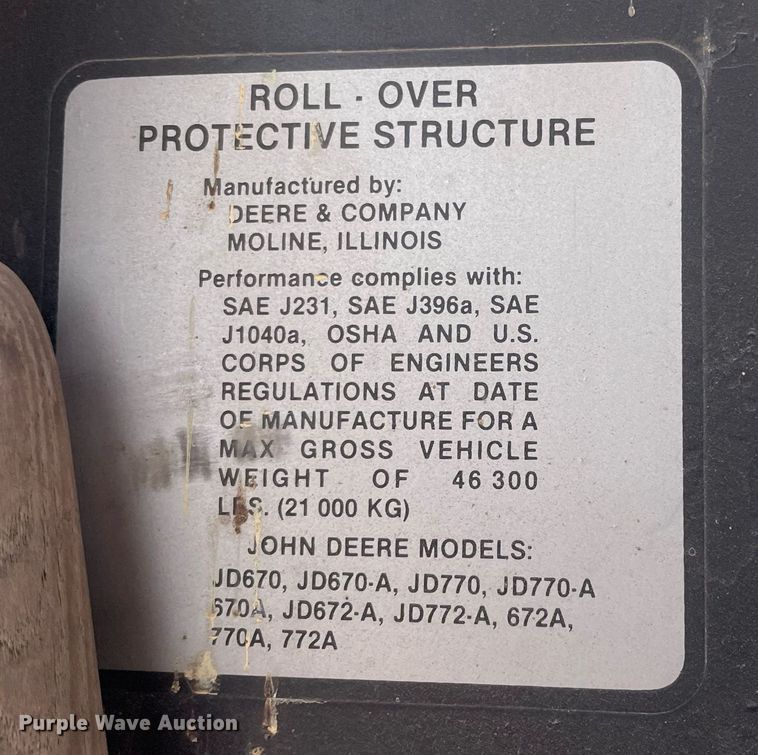 ROLL - OVER
PROTECTIVE STRUCTURE
Manufactured by:
DEERE & COMPANY
MOLINE, ILLINOIS
Performance complies with:
SAE J231, SAE J396a, SAE
J1040a, OSHA AND U.S.
CORPS OF ENGINEERS
REGULATIONS AT DATE
OF MANUFACTURE FOR A
MAX GROSS VEHICLE
WEIGHT OF 46 300
LBS. (21 000 KG)
JOHN DEERE MODELS:
JD670, JD670-A, JD770, JD770-A
670A, JD672-A, JD772-A, 672A,
770A, 772A
Purple Wave Auction